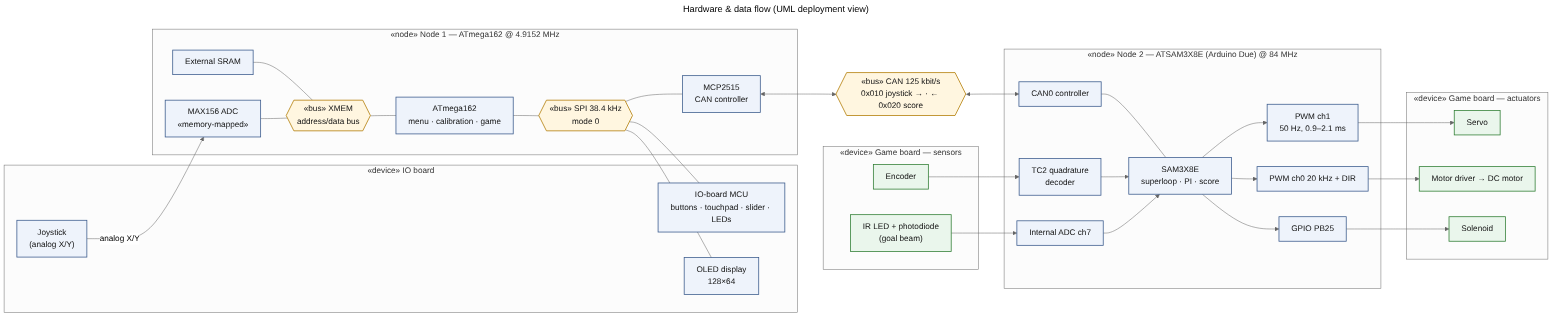 Hardware & data flow (UML deployment view)
«node» Node 1 — ATmega162 @ 4.9152 MHz
External SRAM
MAX156 ADC
«memory-mapped»
«bus» XMEM
address/data bus
ATmega162
menu · calibration · game
«bus» SPI 38.4 kHz
mode 0
MCP2515
CAN controller
«device» IO board
Joystick
(analog X/Y)
analog X/Y
IO-board MCU
buttons · touchpad · slider ·
LEDs
OLED display
128×64
«bus» CAN 125 kbit/s
0x010 joystick → · ←
0x020 score
«device» Game board — sensors
Encoder
IR LED + photodiode
(goal beam)
«node» Node 2 — ATSAM3X8E (Arduino Due) @ 84 MHz
CAN0 controller
TC2 quadrature
decoder
Internal ADC ch7
SAM3X8E
superloop · PI · score
PWM ch1
50 Hz, 0.9–2.1 ms
PWM ch0 20 kHz + DIR
GPIO PB25
«device» Game board — actuators
Servo
Motor driver → DC motor
Solenoid